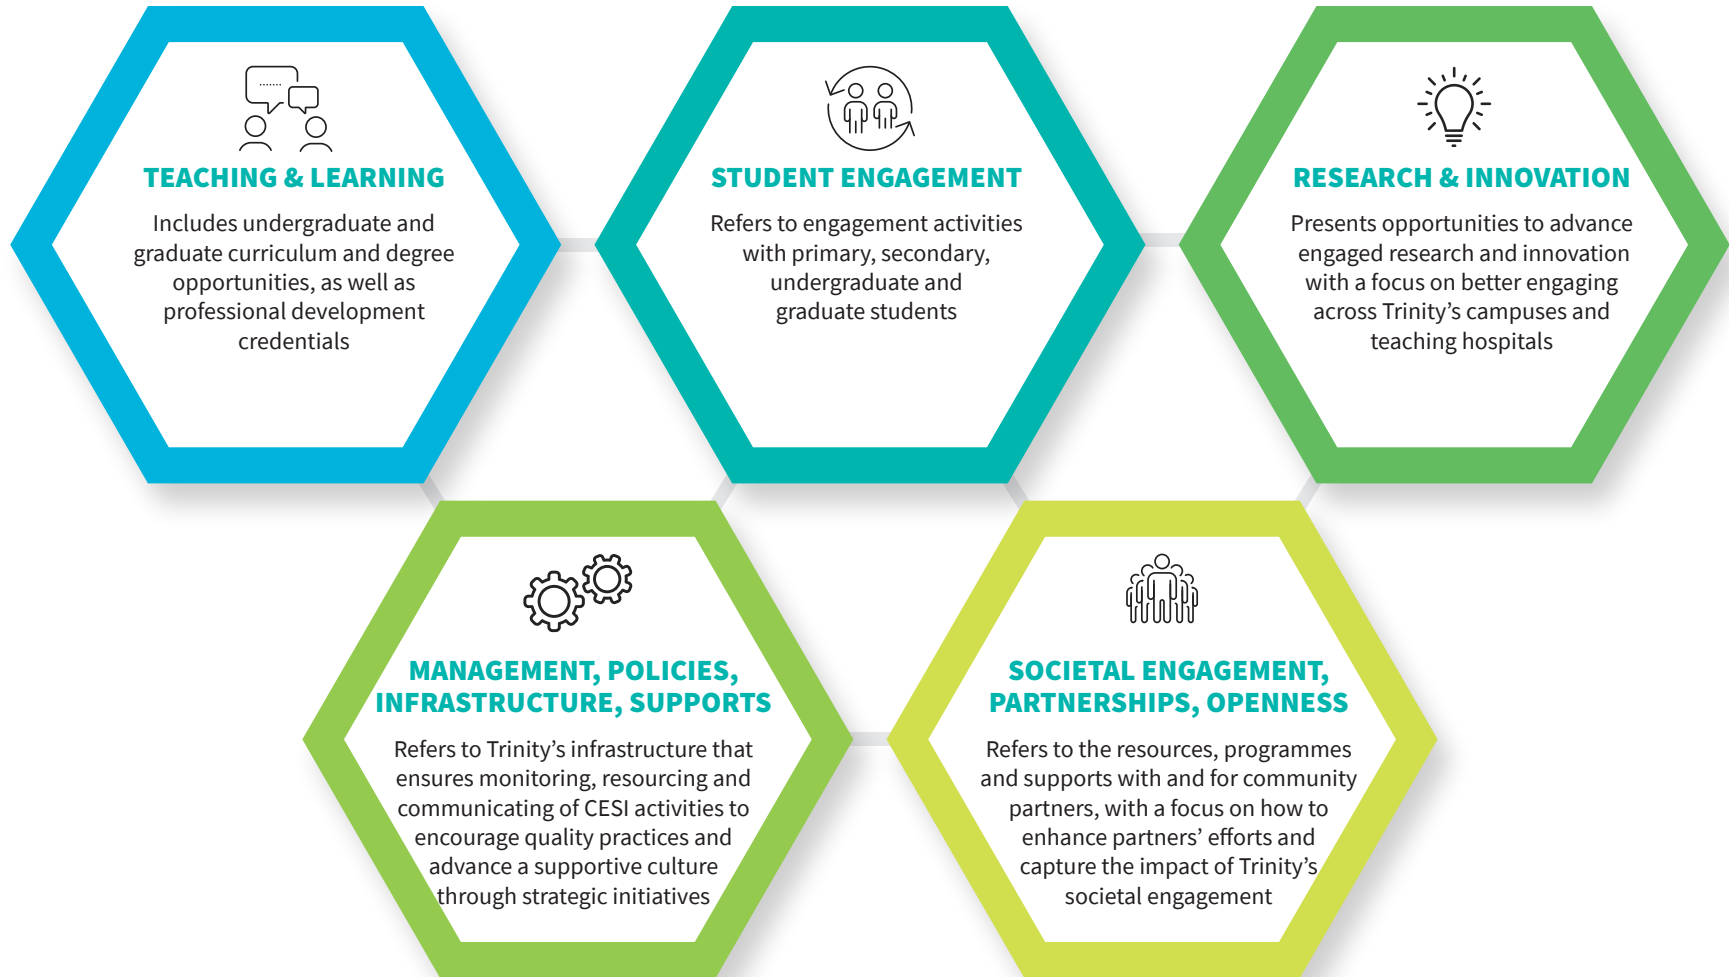 TEACHING & LEARNING
Includes undergraduate and
graduate curriculum and degree
opportunities, as well as
professional development
credentials
STUDENT ENGAGEMENT
Refers to engagement activities
with primary, secondary,
undergraduate and
graduate students
RESEARCH & INNOVATION
Presents opportunities to advance
engaged research and innovation
with a focus on better engaging
across Trinity’s campuses and
teaching hospitals
MANAGEMENT, POLICIES,
INFRASTRUCTURE, SUPPORTS
Refers to Trinity’s infrastructure that
ensures monitoring, resourcing and
communicating of CESI activities to
encourage quality practices and
advance a supportive culture
through strategic initiatives
SOCIETAL ENGAGEMENT,
PARTNERSHIPS, OPENNESS
Refers to the resources, programmes
and supports with and for community
partners, with a focus on how to
enhance partners’ efforts and
capture the impact of Trinity’s
societal engagement